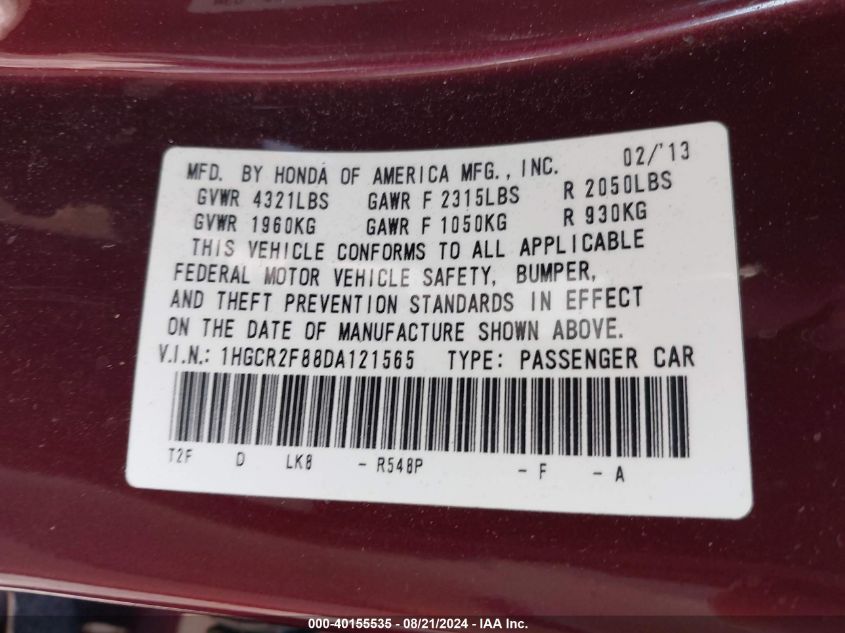 MFD. BY HONDA OF AMERICA MFG., INC. 02/'13
GVWR 4321LBS GAWR F 2315LBS R 2050LBS
GVWR 1960KG GAWR F 1050KG R 930KG
THIS VEHICLE CONFORMS TO ALL APPLICABLE
FEDERAL MOTOR VEHICLE SAFETY, BUMPER,
AND THEFT PREVENTION STANDARDS IN EFFECT
ON THE DATE OF MANUFACTURE SHOWN ABOVE.
V.I.N.: 1HGCR2F88DA121565 TYPE: PASSENGER CAR
T2F D LK8 - R548P - F - A
000-40155535 - 08/21/2024 - IAA Inc.